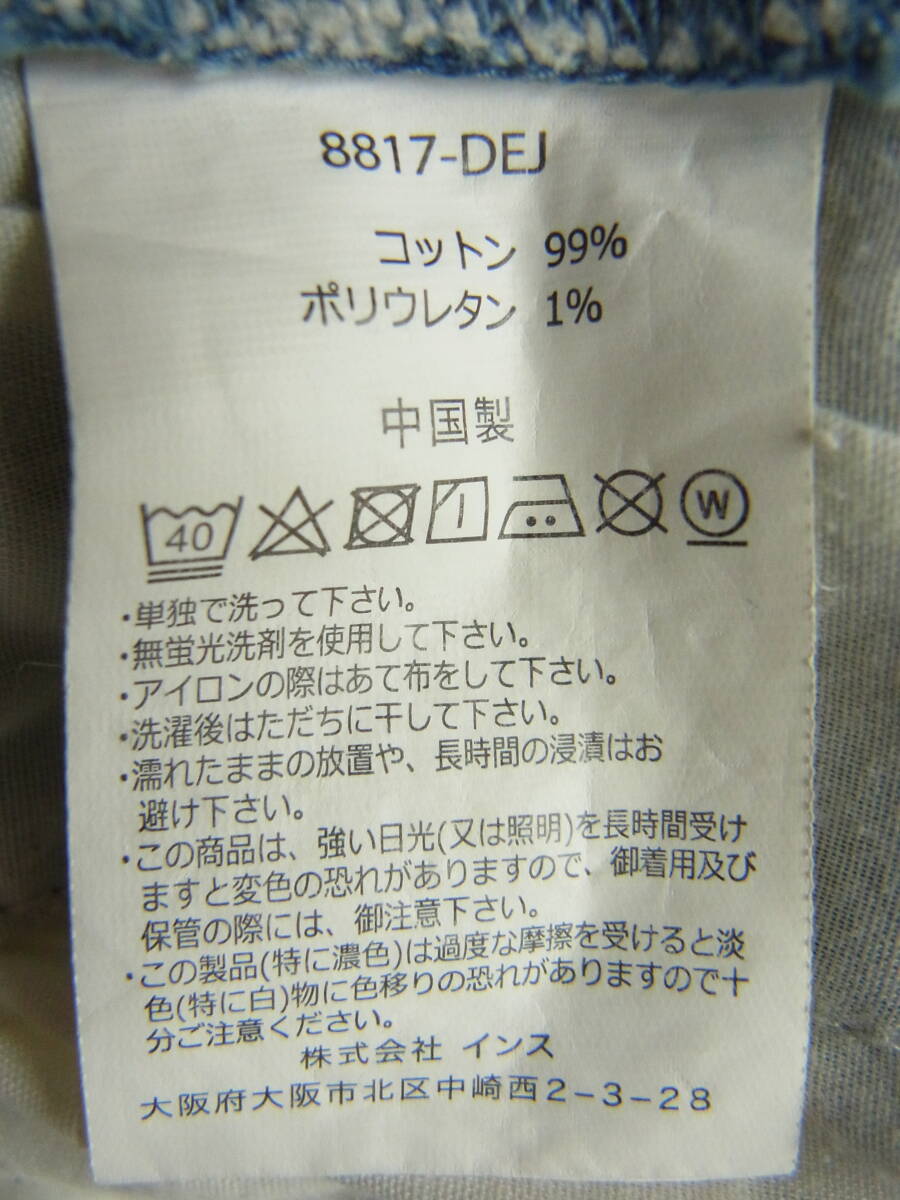 8817-DEJ
コットン 99%
ポリウレタン 1%
中国製
40
W
・単独で洗って下さい。
・無蛍光洗剤を使用して下さい。
・アイロンの際はあて布をして下さい。
・洗濯後はただちに干して下さい。
・濡れたままの放置や、長時間の浸漬はお
避け下さい。
・この商品は、強い日光(又は照明)を長時間受け
ますと変色の恐れがありますので、御着用及び
保管の際には、御注意下さい。
・この製品(特に濃色)は過度な摩擦を受けると淡
色(特に白)物に色移りの恐れがありますので十
分ご注意ください。
株式会社 インス
大阪府大阪市北区中崎西2-3-28